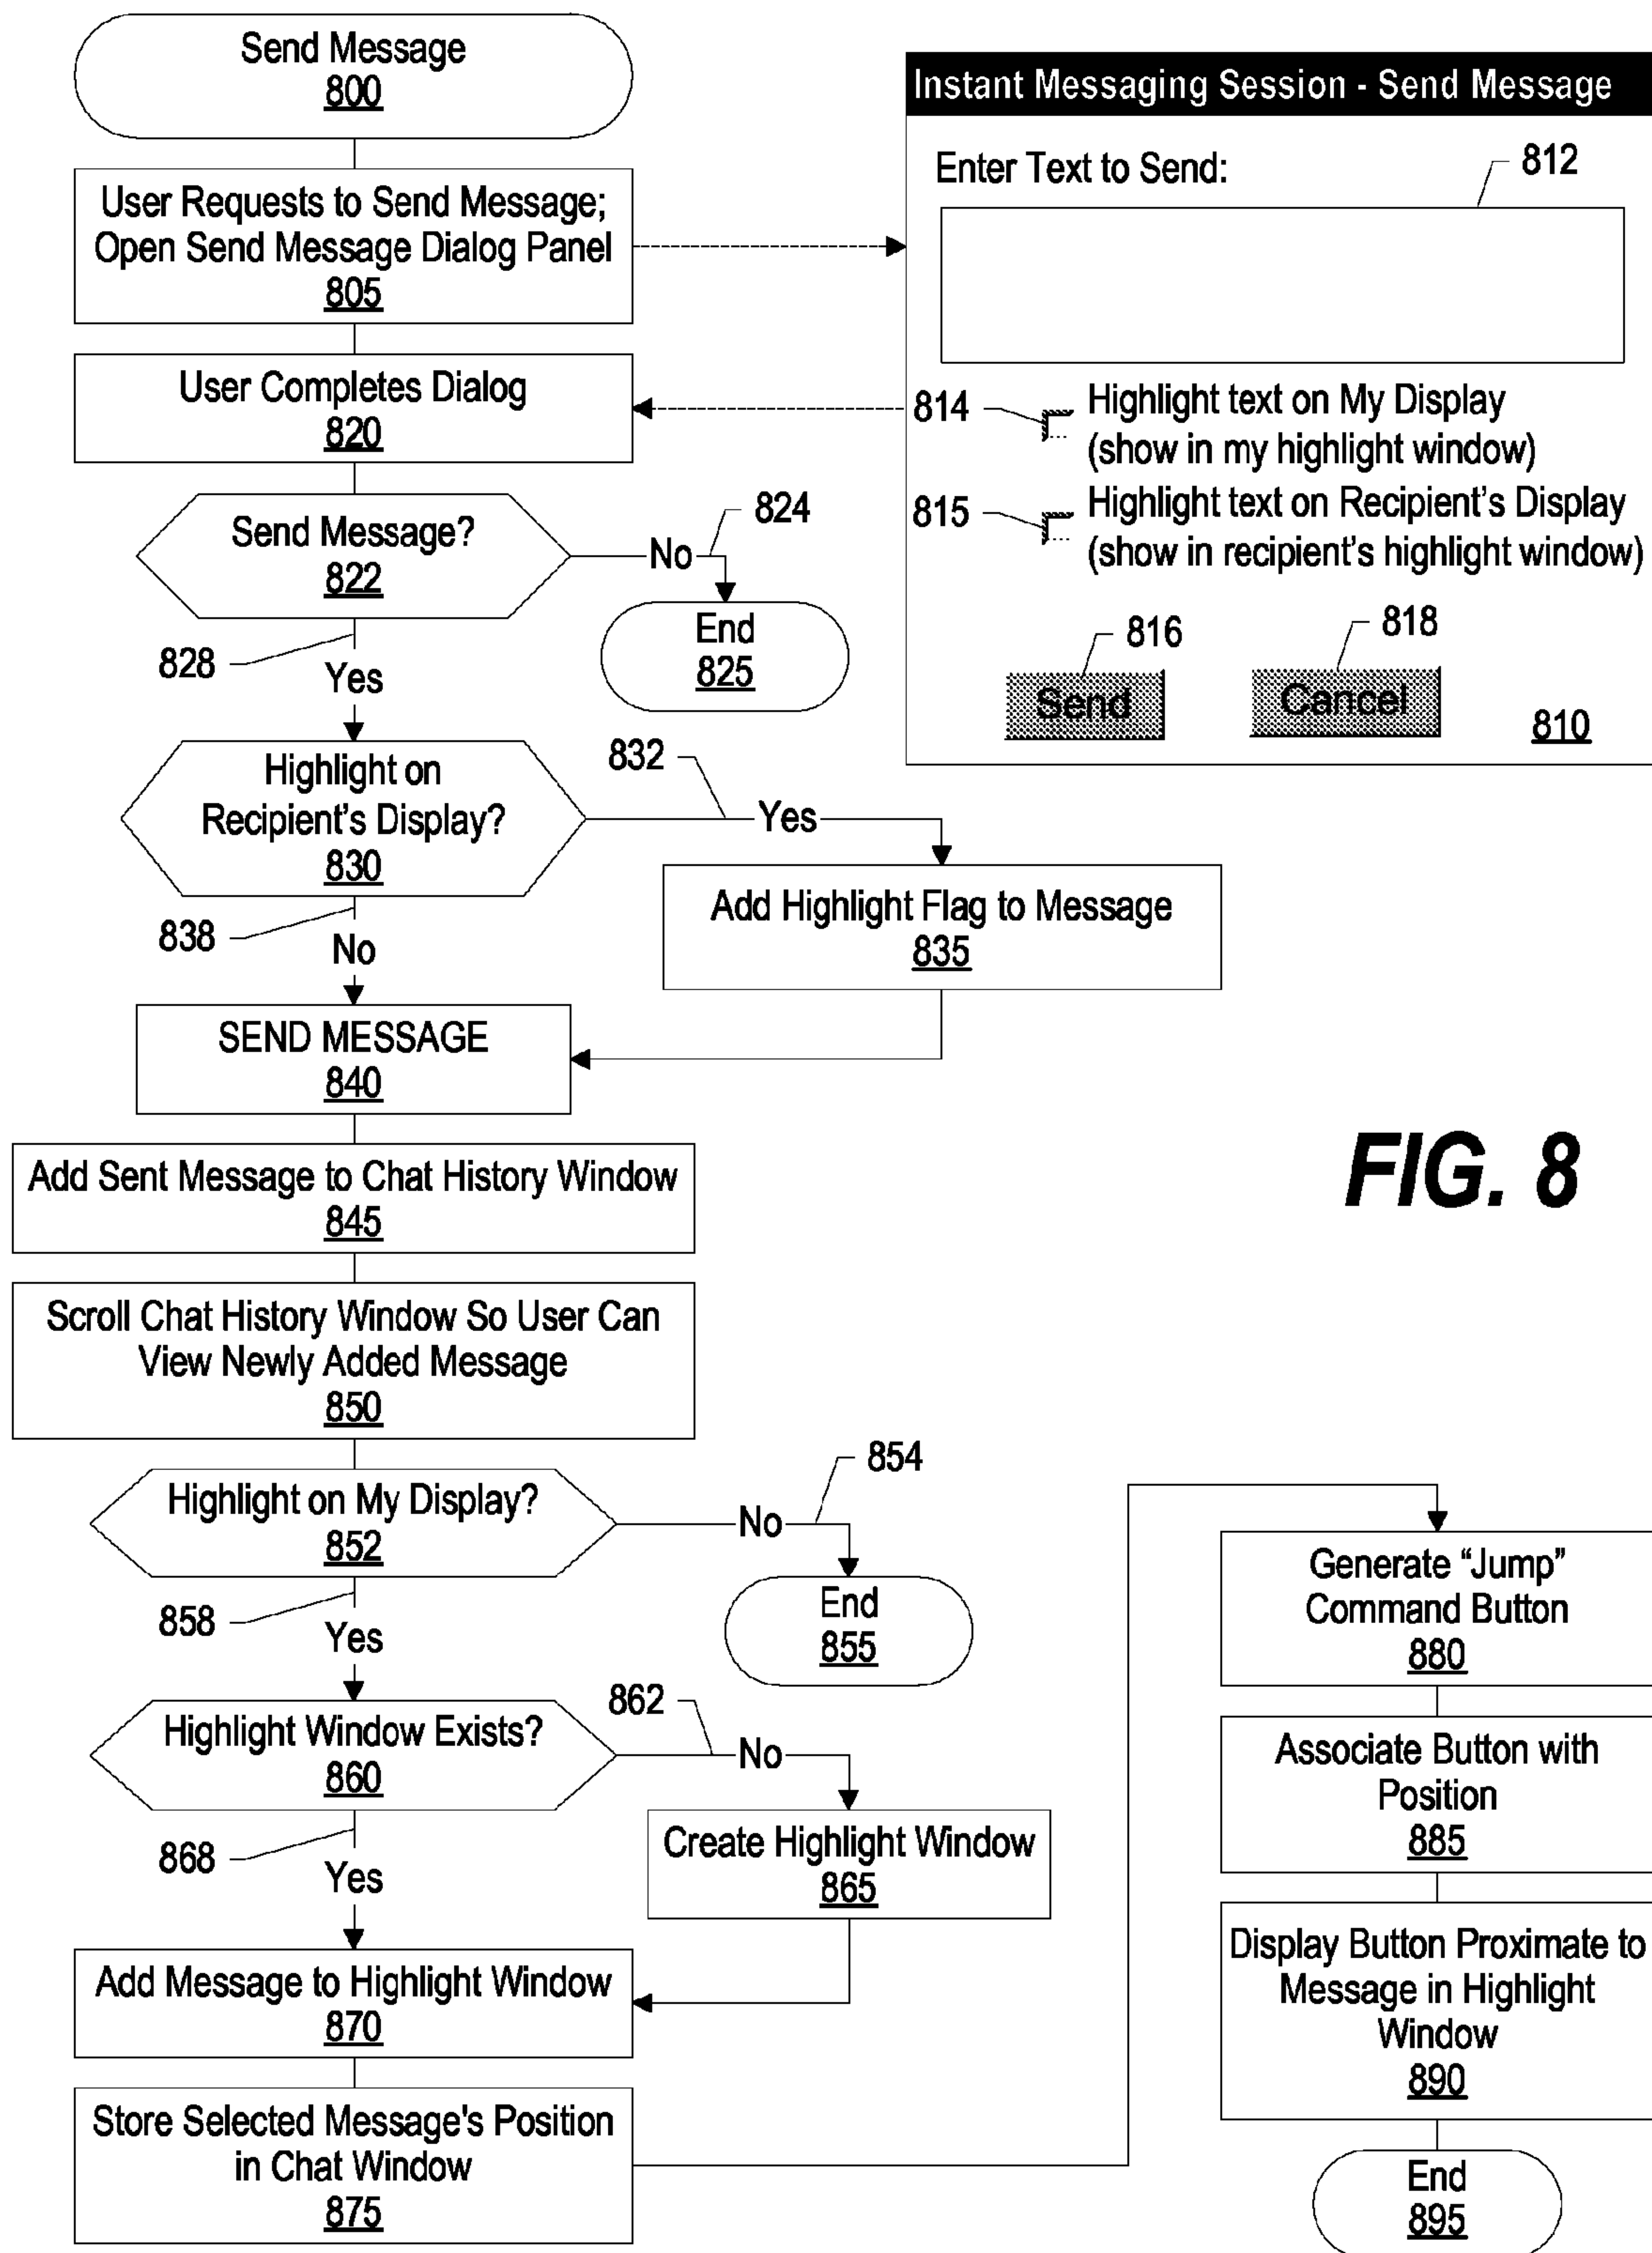 Send Message
800
User Requests to Send Message;
Open Send Message Dialog Panel
805
User Completes Dialog
820
Send Message?
822
No
824
End
825
828
Yes
Highlight on
Recipient's Display?
830
832
Yes
Add Highlight Flag to Message
835
838
No
SEND MESSAGE
840
Add Sent Message to Chat History Window
845
Scroll Chat History Window So User Can
View Newly Added Message
850
Highlight on My Display?
852
No
854
End
855
858
Yes
Highlight Window Exists?
860
862
No
Create Highlight Window
865
868
Yes
Add Message to Highlight Window
870
Store Selected Message's Position
in Chat Window
875
Instant Messaging Session - Send Message
Enter Text to Send:
812
814
Highlight text on My Display
(show in my highlight window)
815
Highlight text on Recipient's Display
(show in recipient's highlight window)
816
Send
818
Cancel
810
FIG. 8
Generate “Jump”
Command Button
880
Associate Button with
Position
885
Display Button Proximate to
Message in Highlight
Window
890
End
895